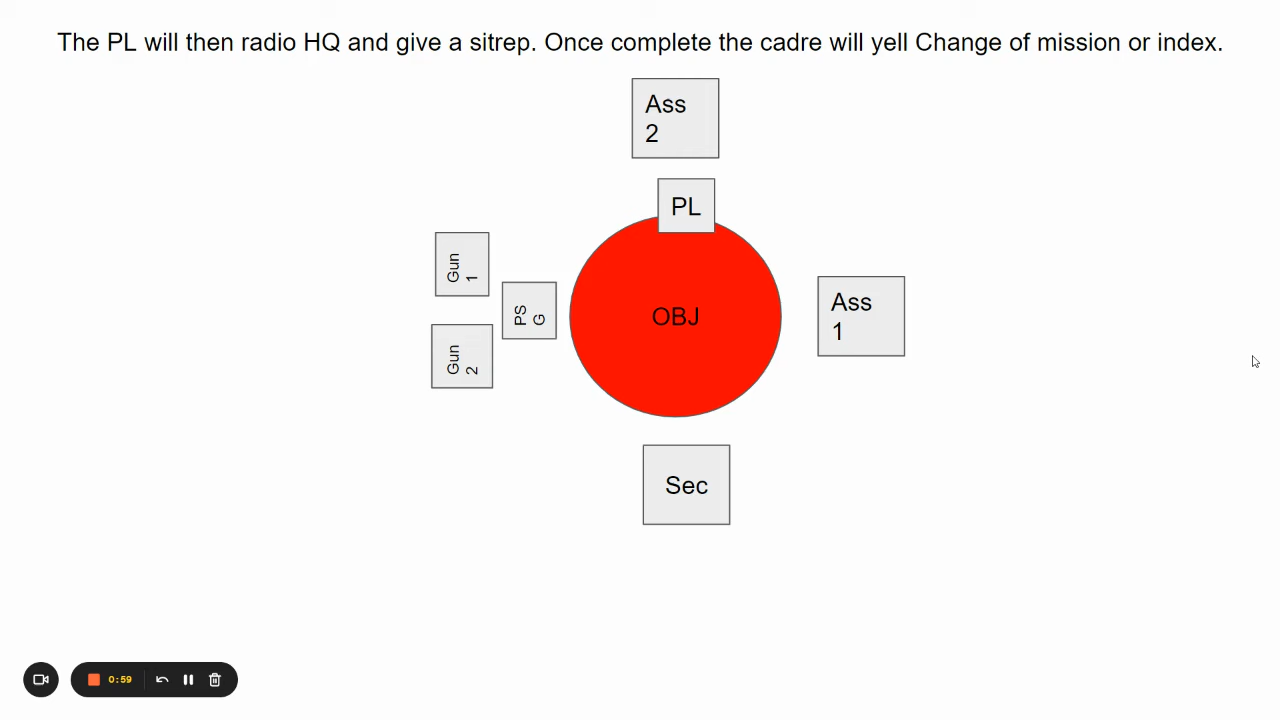 The PL will then radio HQ and give a sitrep. Once complete the cadre will yell Change of mission or index.
Ass
2
PL
Gun
1
PS
G
OBJ
Ass
1
Gun
2
Sec
0:59